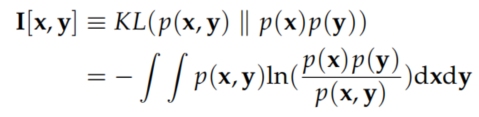 I[x, y] ≡ KL(p(x, y) ∥ p(x)p(y))
= − ∫ ∫ p(x, y)ln(p(x)p(y) / p(x, y))dxdy